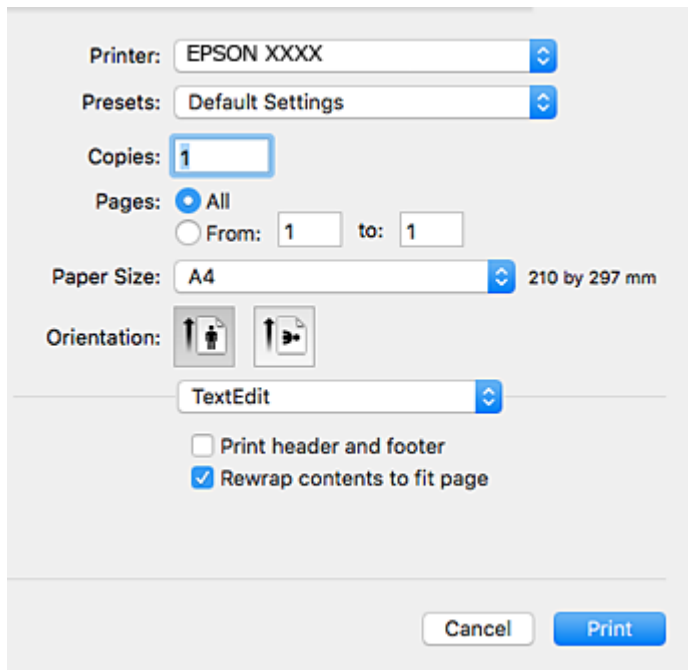 Printer: EPSON XXXX
Presets: Default Settings
Copies: 1
Pages: All
From: 1 to: 1
Paper Size: A4 210 by 297 mm
Orientation:
TextEdit
Print header and footer
Rewrap contents to fit page
Cancel Print